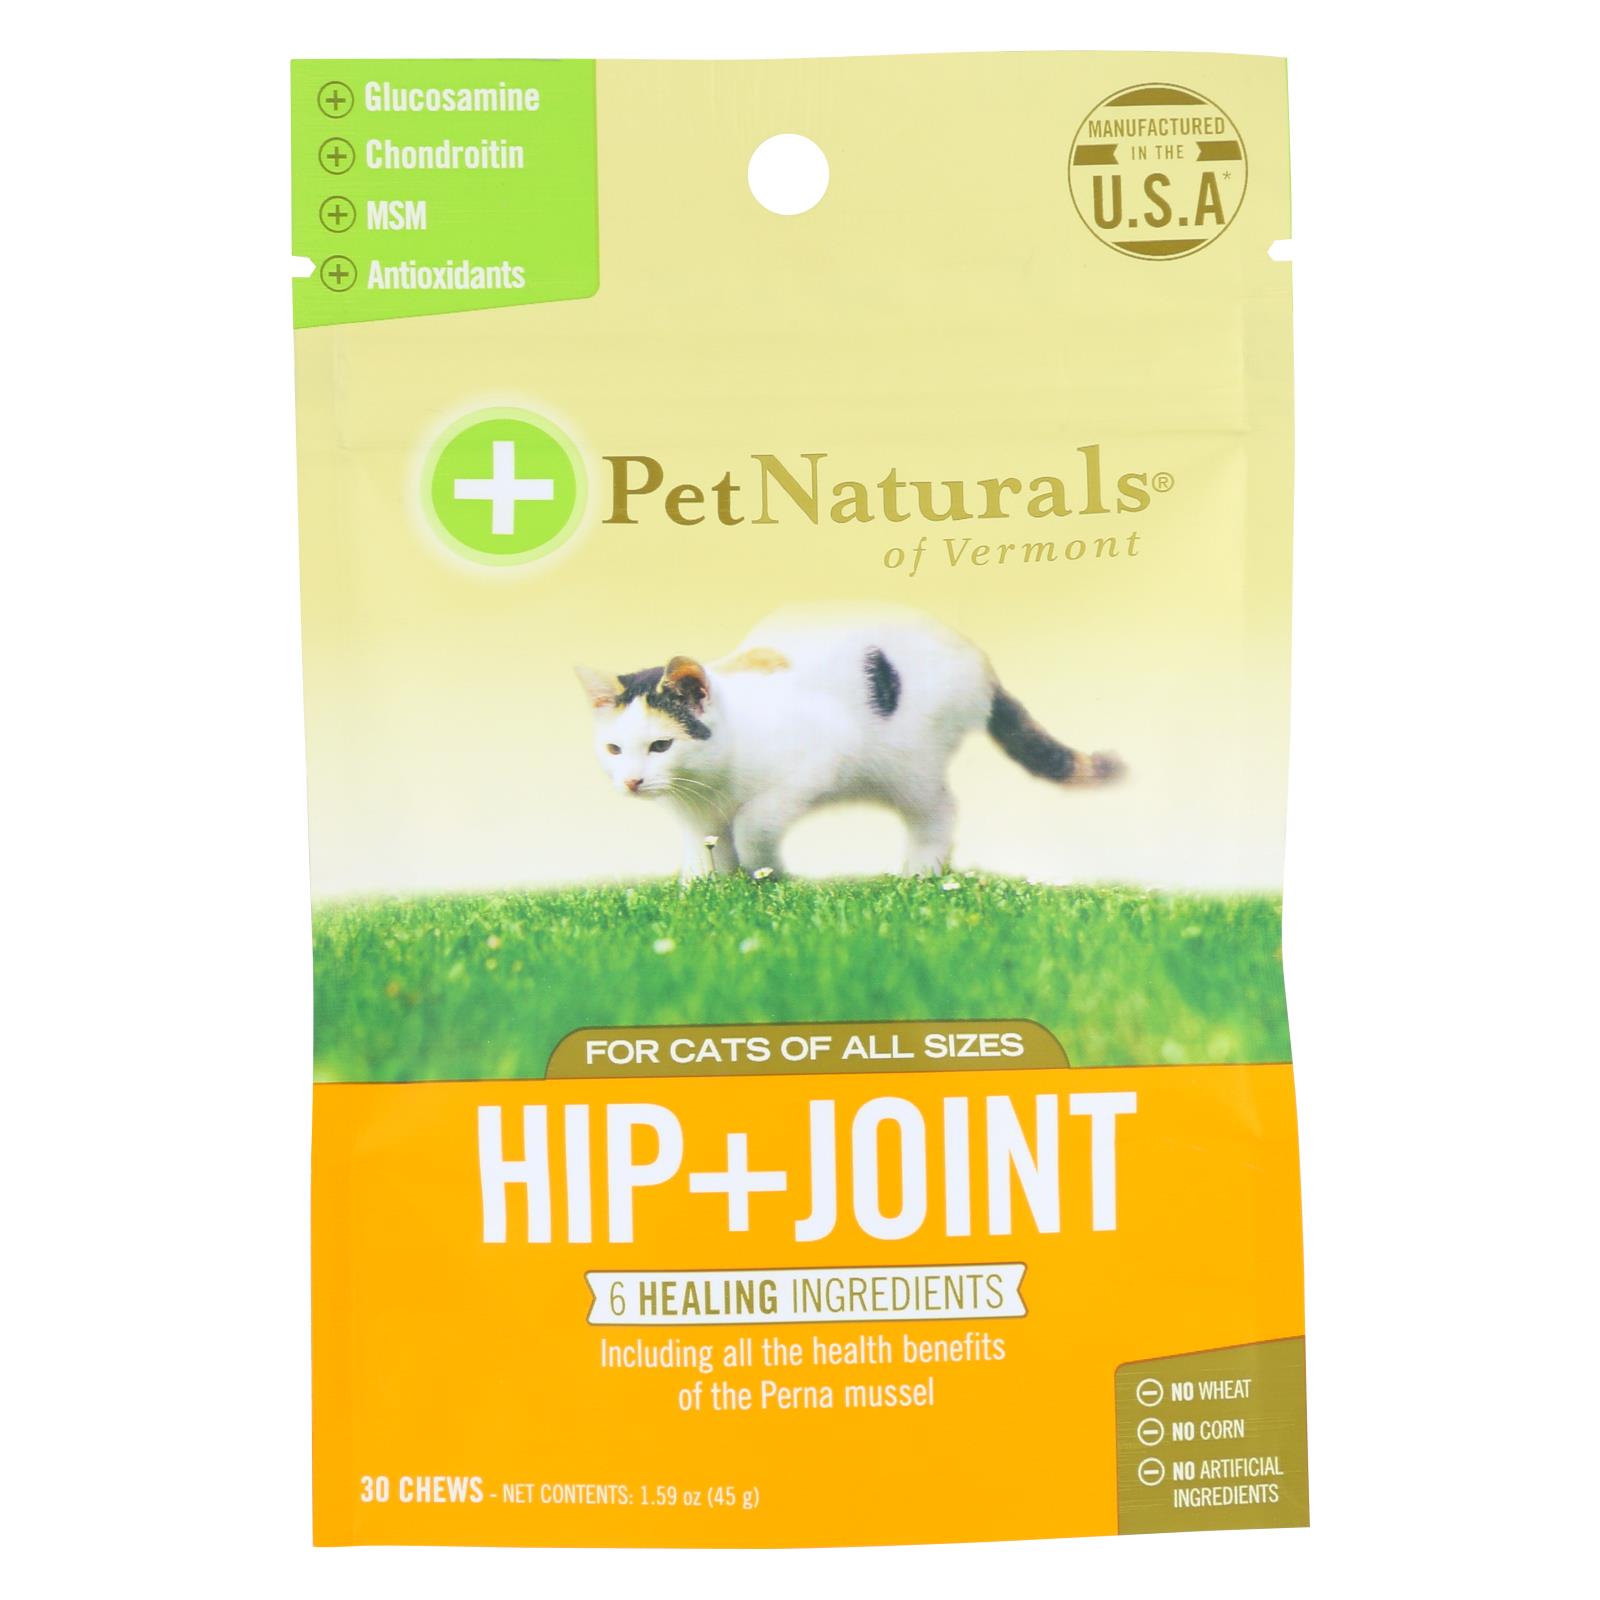 Glucosamine
Chondroitin
MSM
Antioxidants
MANUFACTURED
IN THE
U.S.A*
PetNaturals®
of Vermont
FOR CATS OF ALL SIZES
HIP+JOINT
6 HEALING INGREDIENTS
Including all the health benefits
of the Perna mussel
NO WHEAT
NO CORN
NO ARTIFICIAL
INGREDIENTS
30 CHEWS - NET CONTENTS: 1.59 oz (45 g)